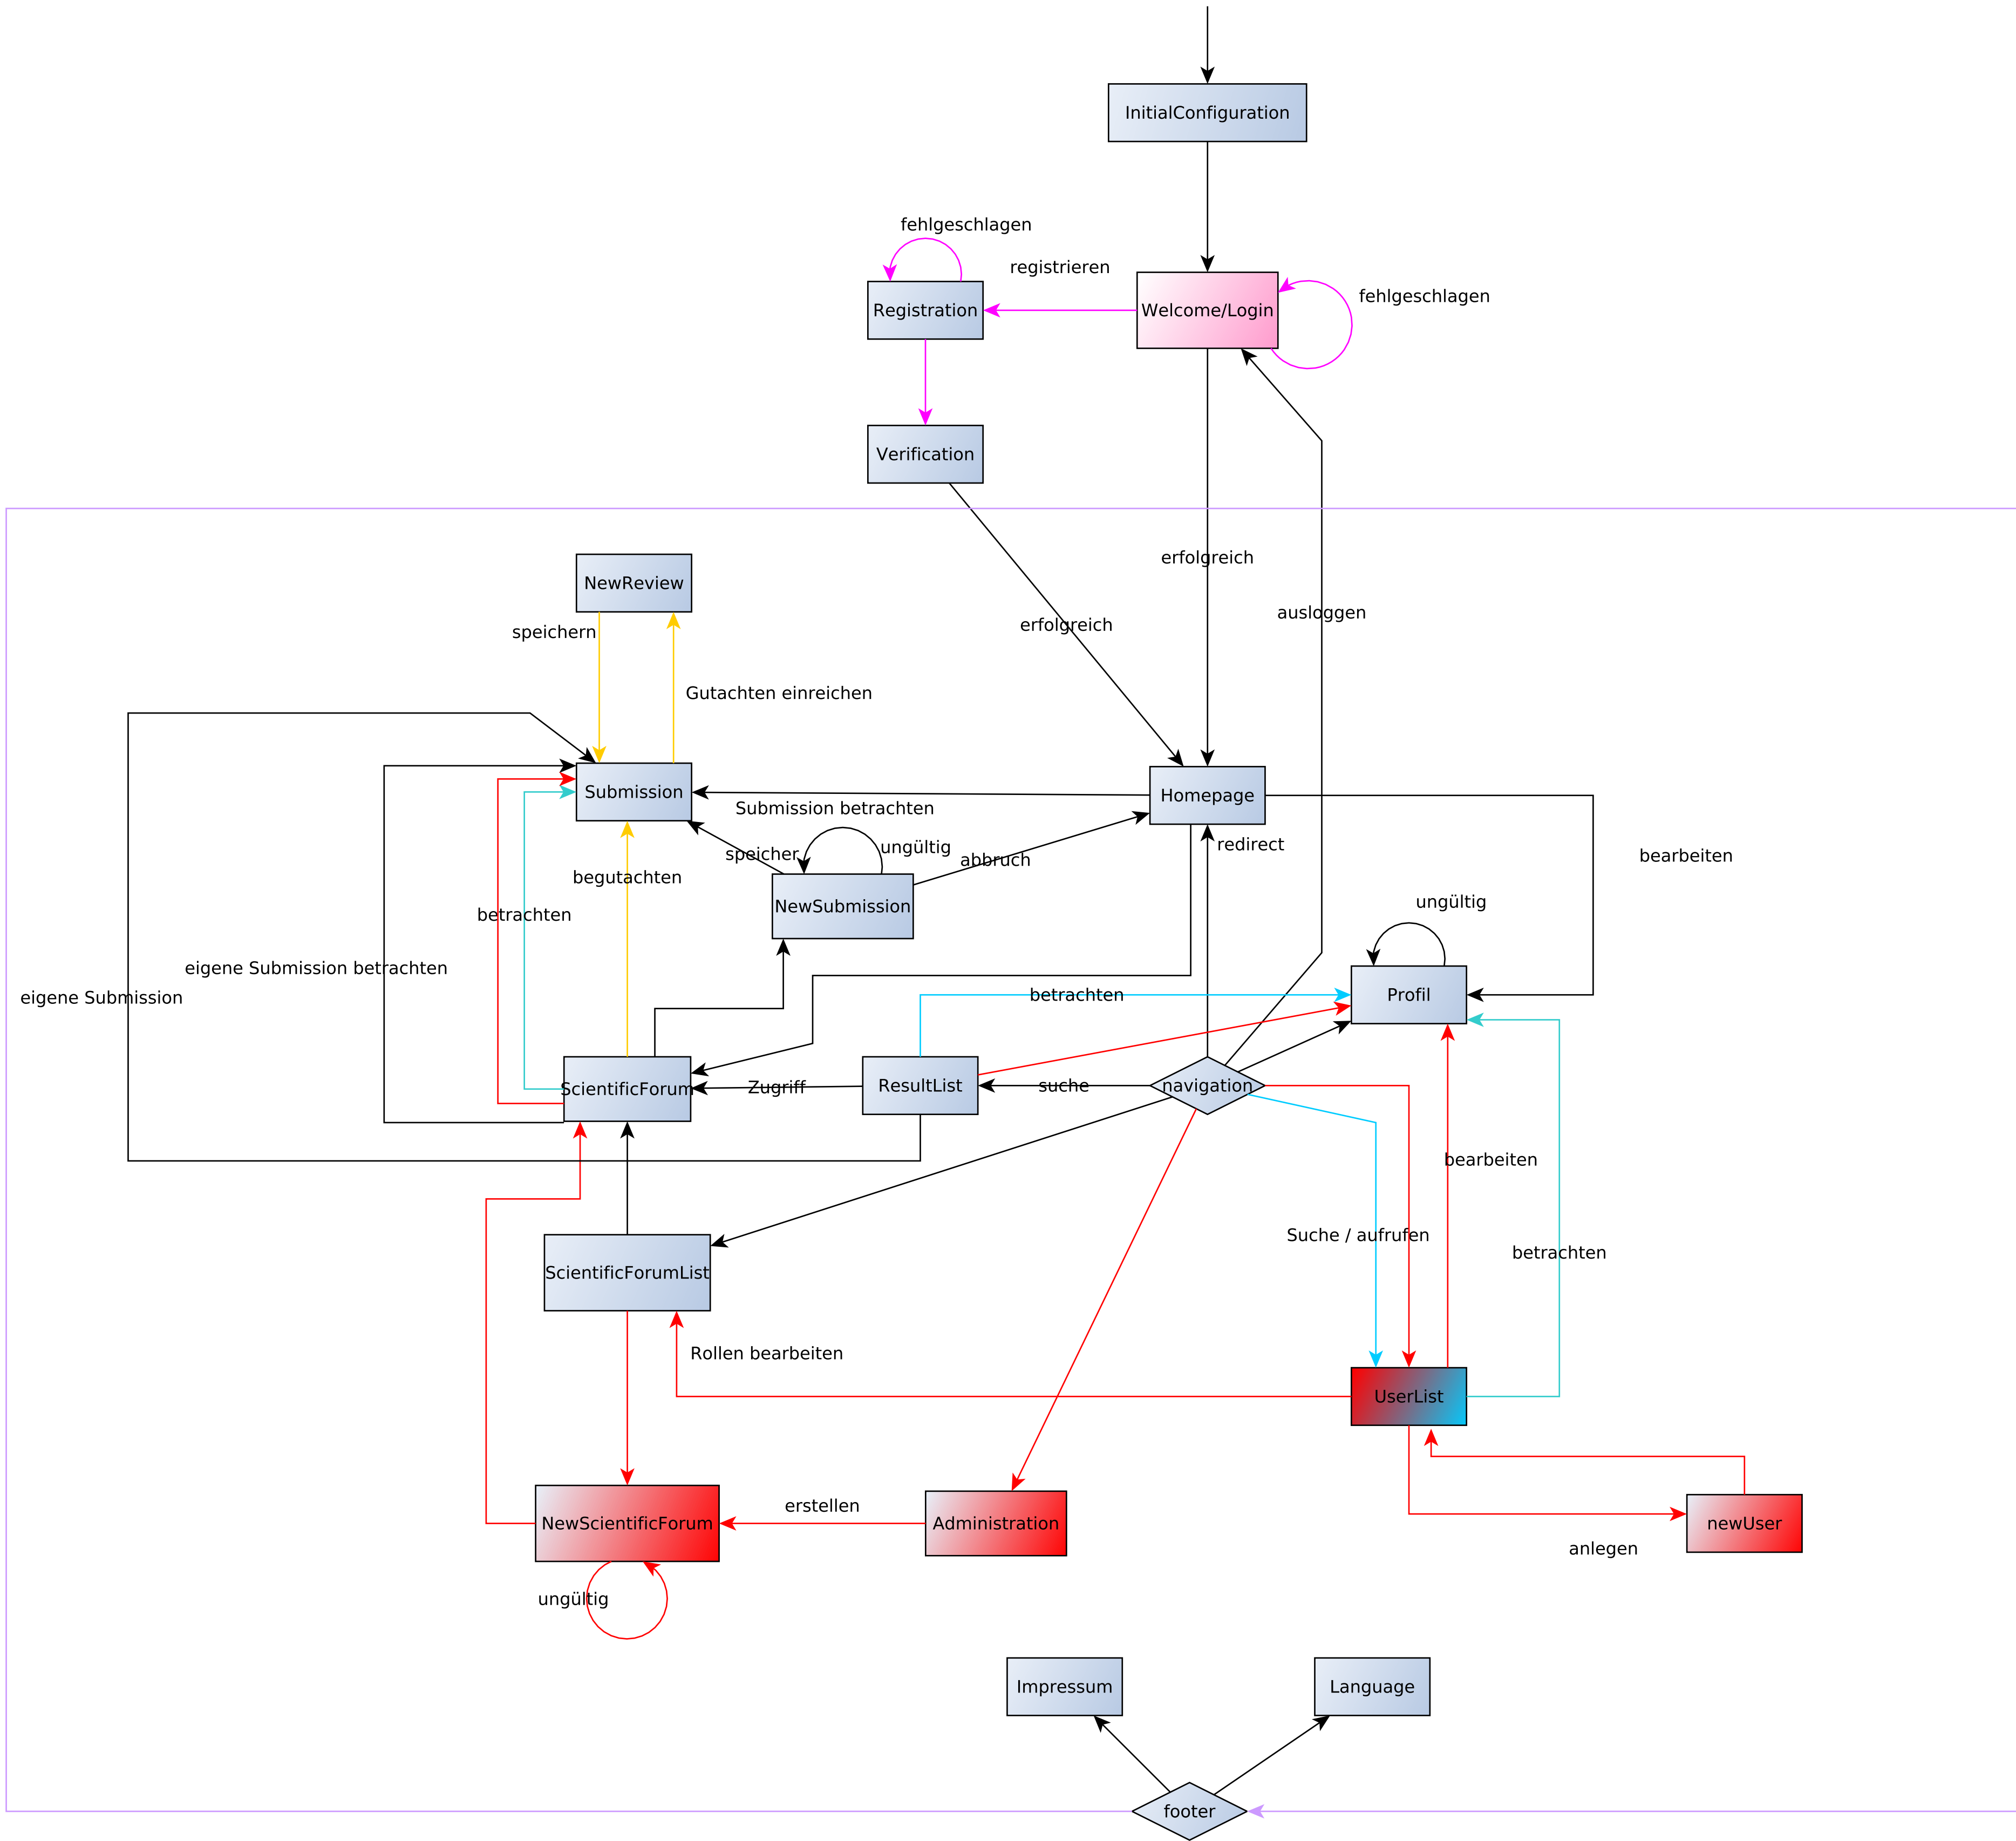 InitialConfiguration
fehlgeschlagen
registrieren
fehlgeschlagen
Registration
Welcome/Login
Verification
erfolgreich
NewReview
ausloggen
erfolgreich
speichern
Gutachten einreichen
Submission
Homepage
Submission betrachten
redirect
ungültig
speicher
abbruch
bearbeiten
begutachten
ungültig
NewSubmission
betrachten
eigene Submission betrachten
eigene Submission
betrachten
Profil
ScientificForum
Zugriff
ResultList
suche
navigation
bearbeiten
Suche / aufrufen
betrachten
ScientificForumList
Rollen bearbeiten
UserList
erstellen
NewScientificForum
Administration
newUser
anlegen
ungültig
Impressum
Language
footer